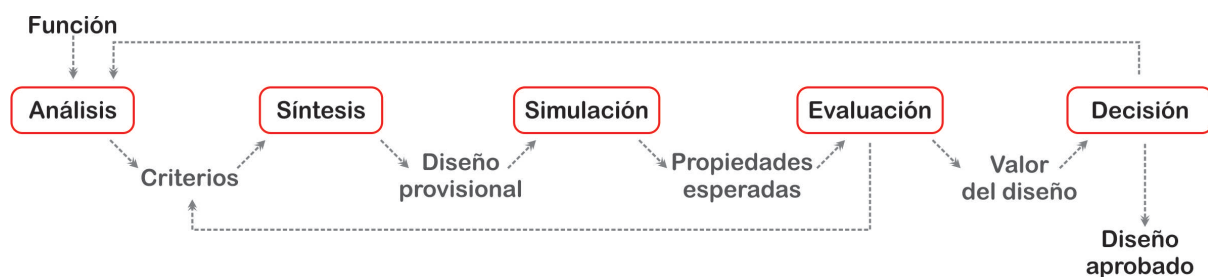 Función
Análisis
Síntesis
Simulación
Evaluación
Decisión
Criterios
Diseño
provisional
Propiedades
esperadas
Valor
del diseño
Diseño
aprobado